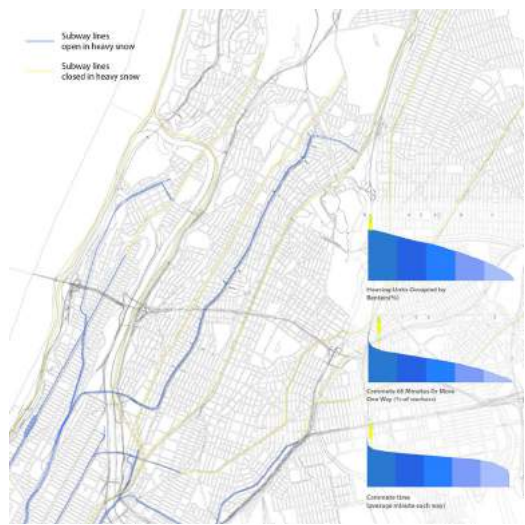 Subway lines
open in heavy snow
Subway lines
closed in heavy snow
Housing Units Occupied by
Renters(%)
Commute 60 Minutes Or More
One Way (% of workers)
Commute time
(average minute each way)